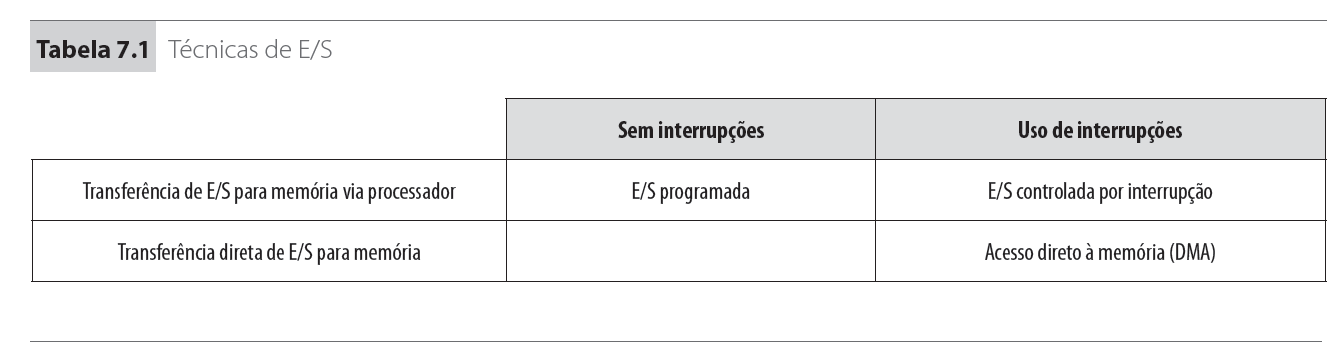 Tabela 7.1 Técnicas de E/S
Sem interrupções Uso de interrupções
Transferência de E/S para memória via processador E/S programada E/S controlada por interrupção
Transferência direta de E/S para memória Acesso direto à memória (DMA)